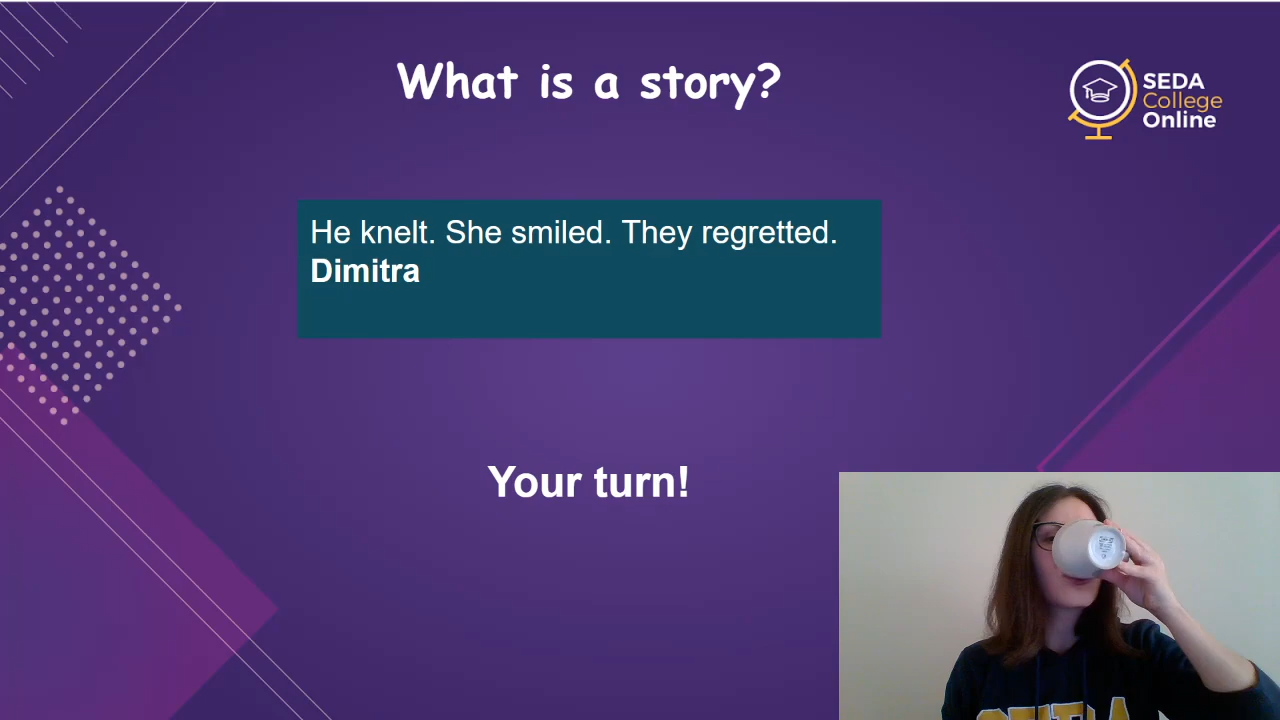 What is a story?
SEDA
College
Online
He knelt. She smiled. They regretted.
Dimitra
Your turn!